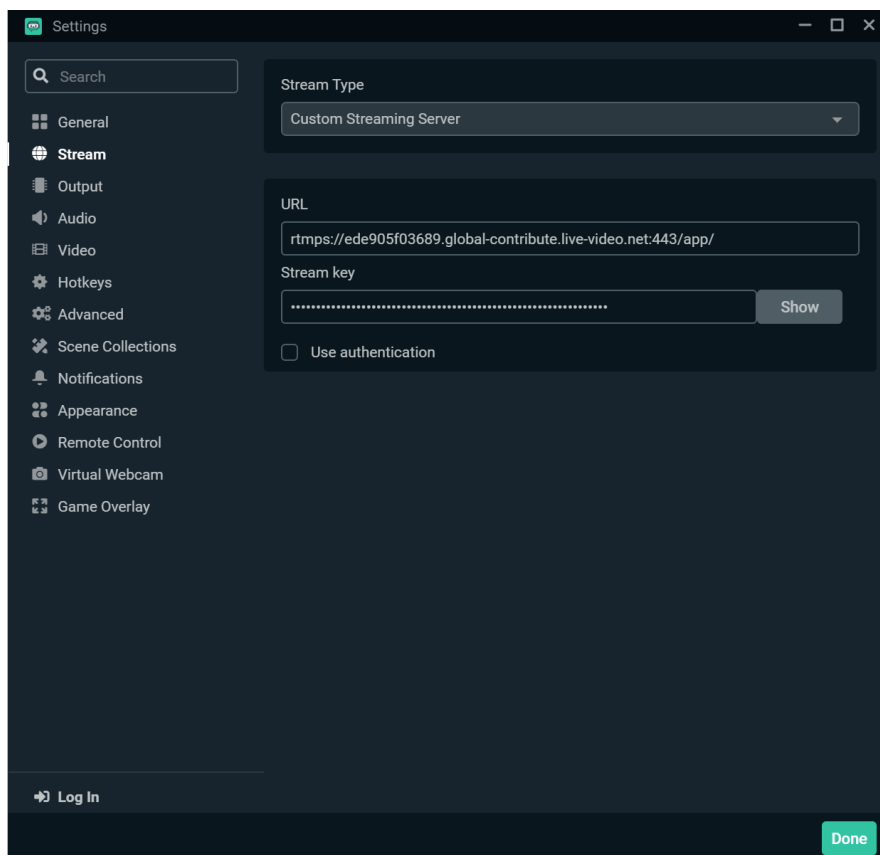 Settings
Search
General
Stream
Output
Audio
Video
Hotkeys
Advanced
Scene Collections
Notifications
Appearance
Remote Control
Virtual Webcam
Game Overlay
Log In
Stream Type
Custom Streaming Server
URL
rtmps://ede905f03689.global-contribute.live-video.net:443/app/
Stream key
Show
Use authentication
Done